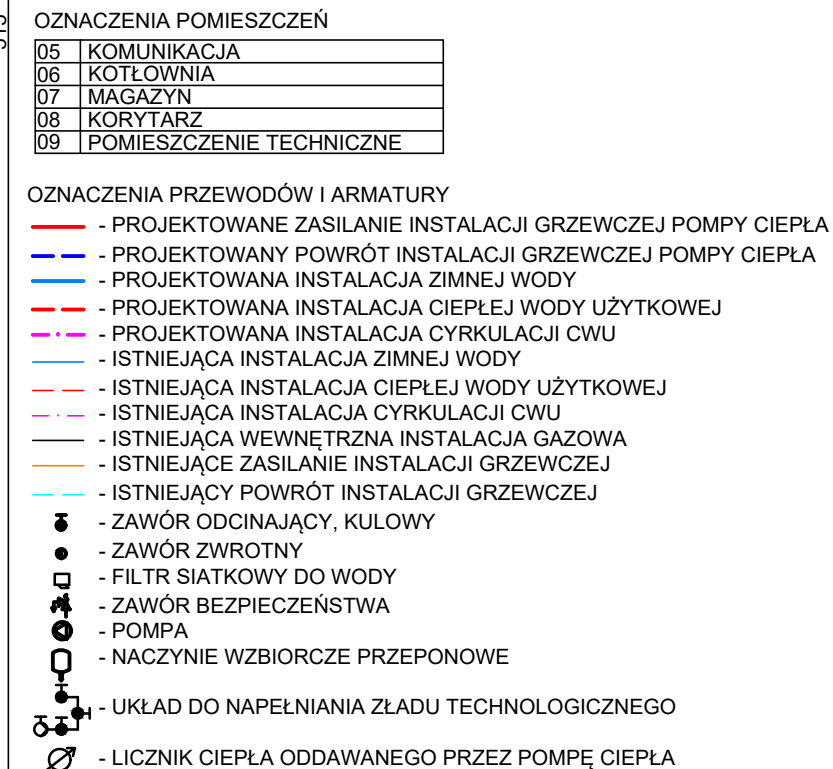 OZNACZENIA POMIESZCZEŃ
05 KOMUNIKACJA
06 KOTŁOWNIA
07 MAGAZYN
08 KORYTARZ
09 POMIESZCZENIE TECHNICZNE
OZNACZENIA PRZEWODÓW I ARMATURY
- PROJEKTOWANE ZASILANIE INSTALACJI GRZEWCZEJ POMPY CIEPŁA
- PROJEKTOWANY POWRÓT INSTALACJI GRZEWCZEJ POMPY CIEPŁA
- PROJEKTOWANA INSTALACJA ZIMNEJ WODY
- PROJEKTOWANA INSTALACJA CIEPŁEJ WODY UŻYTKOWEJ
- PROJEKTOWANA INSTALACJA CYRKULACJI CWU
- ISTNIEJĄCA INSTALACJA ZIMNEJ WODY
- ISTNIEJĄCA INSTALACJA CIEPŁEJ WODY UŻYTKOWEJ
- ISTNIEJĄCA INSTALACJA CYRKULACJI CWU
- ISTNIEJĄCA WEWNĘTRZNA INSTALACJA GAZOWA
- ISTNIEJĄCE ZASILANIE INSTALACJI GRZEWCZEJ
- ISTNIEJĄCY POWRÓT INSTALACJI GRZEWCZEJ
- ZAWÓR ODCINAJĄCY, KULOWY
- ZAWÓR ZWROTNY
- FILTR SIATKOWY DO WODY
- ZAWÓR BEZPIECZEŃSTWA
- POMPA
- NACZYNIE WZBIORCZE PRZEPONOWE
- UKŁAD DO NAPEŁNIANIA ZŁADU TECHNOLOGICZNEGO
- LICZNIK CIEPŁA ODDAWANEGO PRZEZ POMPĘ CIEPŁA